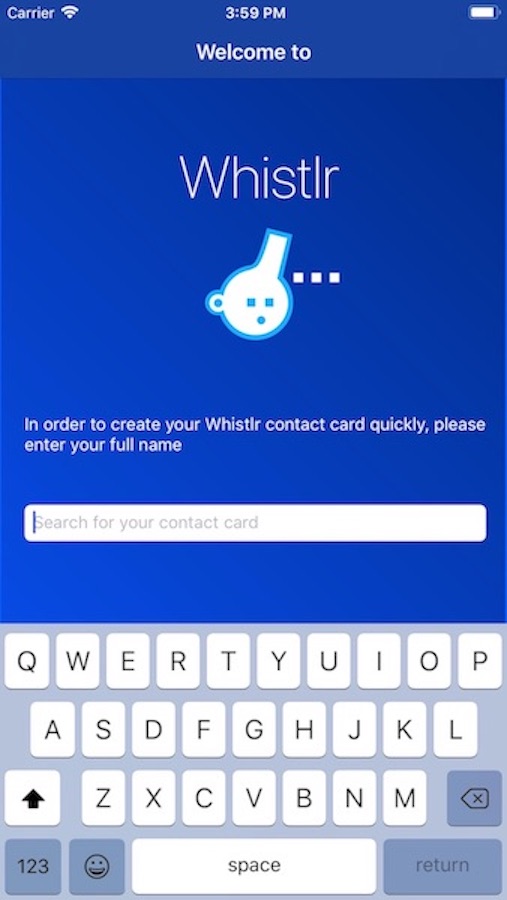 Carrier 3:59 PM
Welcome to
Whistlr
In order to create your Whistlr contact card quickly, please
enter your full name
Search for your contact card
Q W E R T Y U I O P
A S D F G H J K L
Z X C V B N M
123 space return